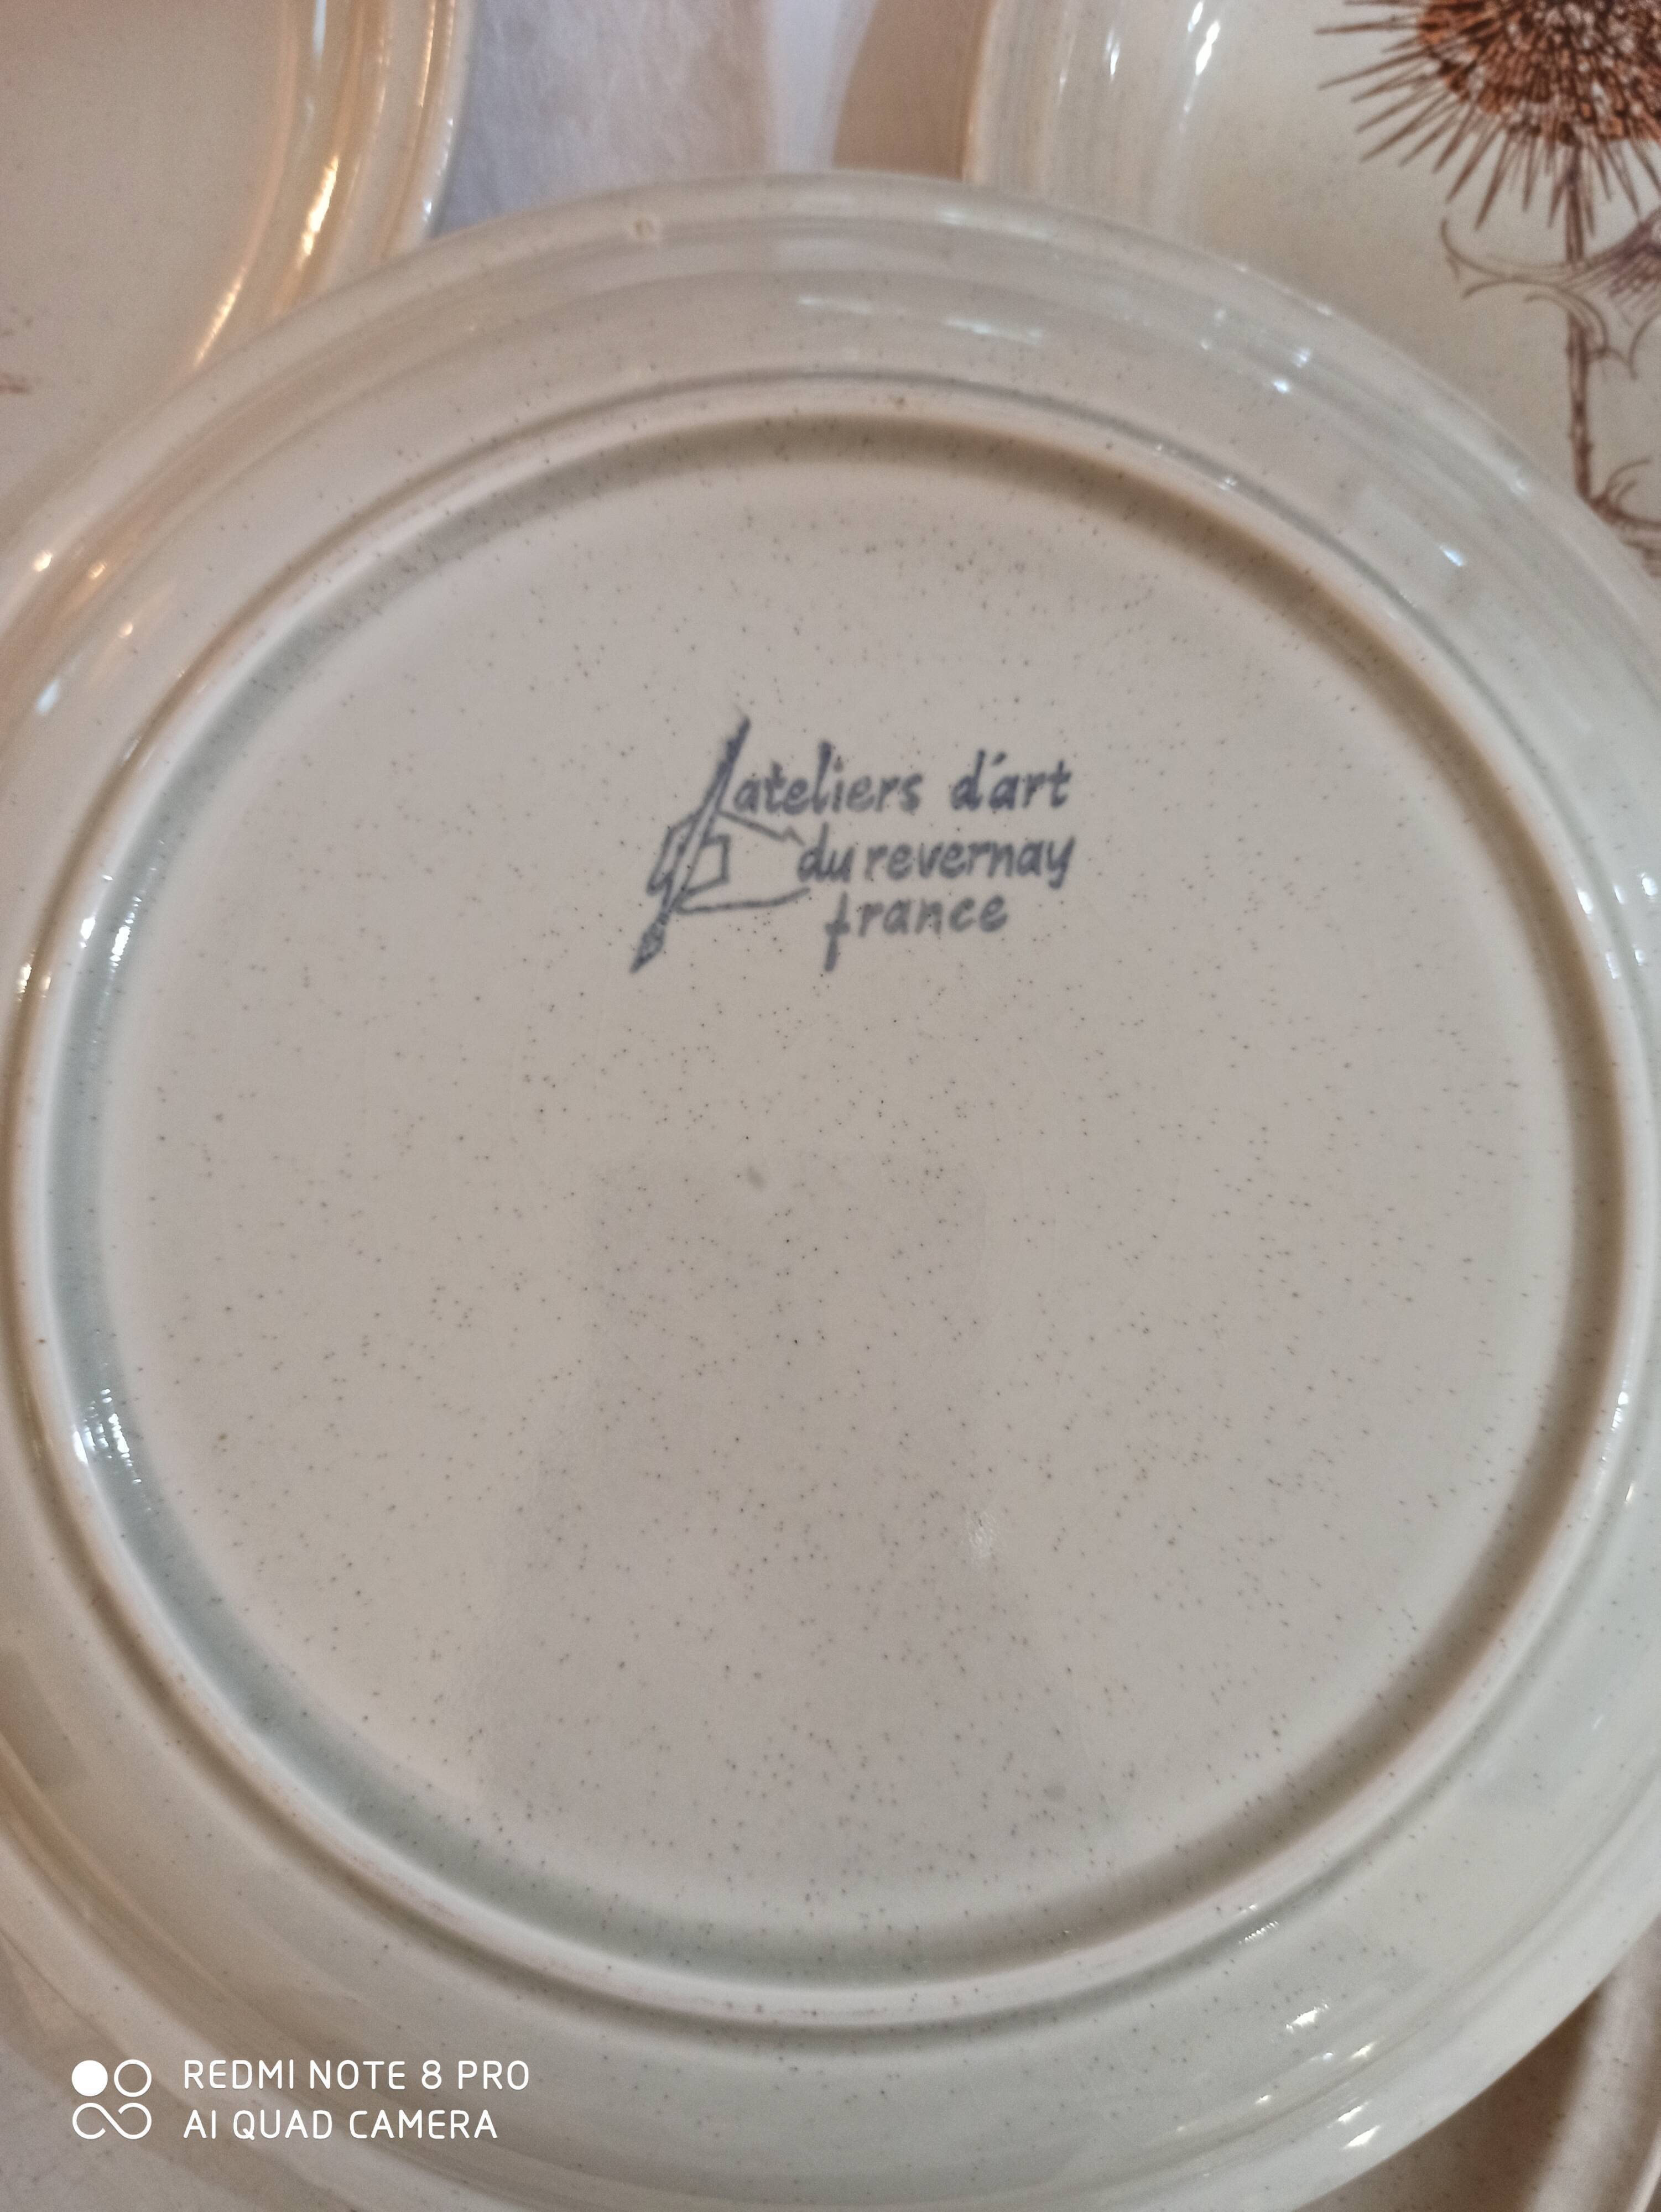 ateliers d'art
du revernay
france
REDMI NOTE 8 PRO
AI QUAD CAMERA